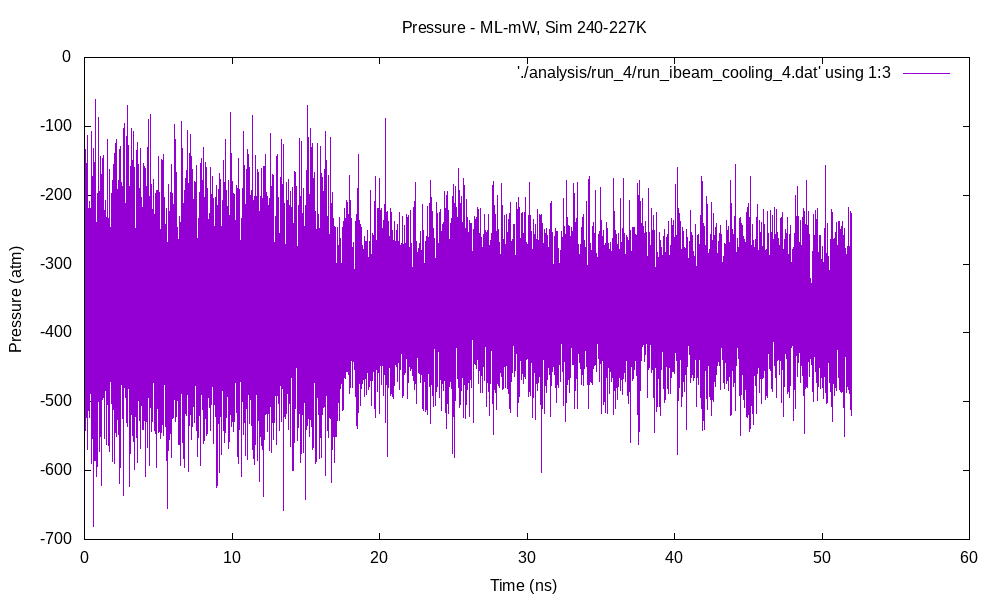 Pressure - ML-mW, Sim 240-227K
'./analysis/run_4/run_ibeam_cooling_4.dat' using 1:3
0
-100
-200
-300
-400
-500
-600
-700
Pressure (atm)
0 10 20 30 40 50 60
Time (ns)